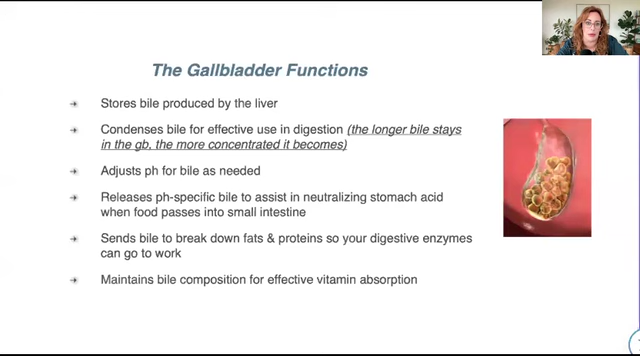 The Gallbladder Functions
Stores bile produced by the liver
Condenses bile for effective use in digestion (the longer bile stays
in the gb, the more concentrated it becomes)
Adjusts ph for bile as needed
Releases ph-specific bile to assist in neutralizing stomach acid
when food passes into small intestine
Sends bile to break down fats & proteins so your digestive enzymes
can go to work
Maintains bile composition for effective vitamin absorption